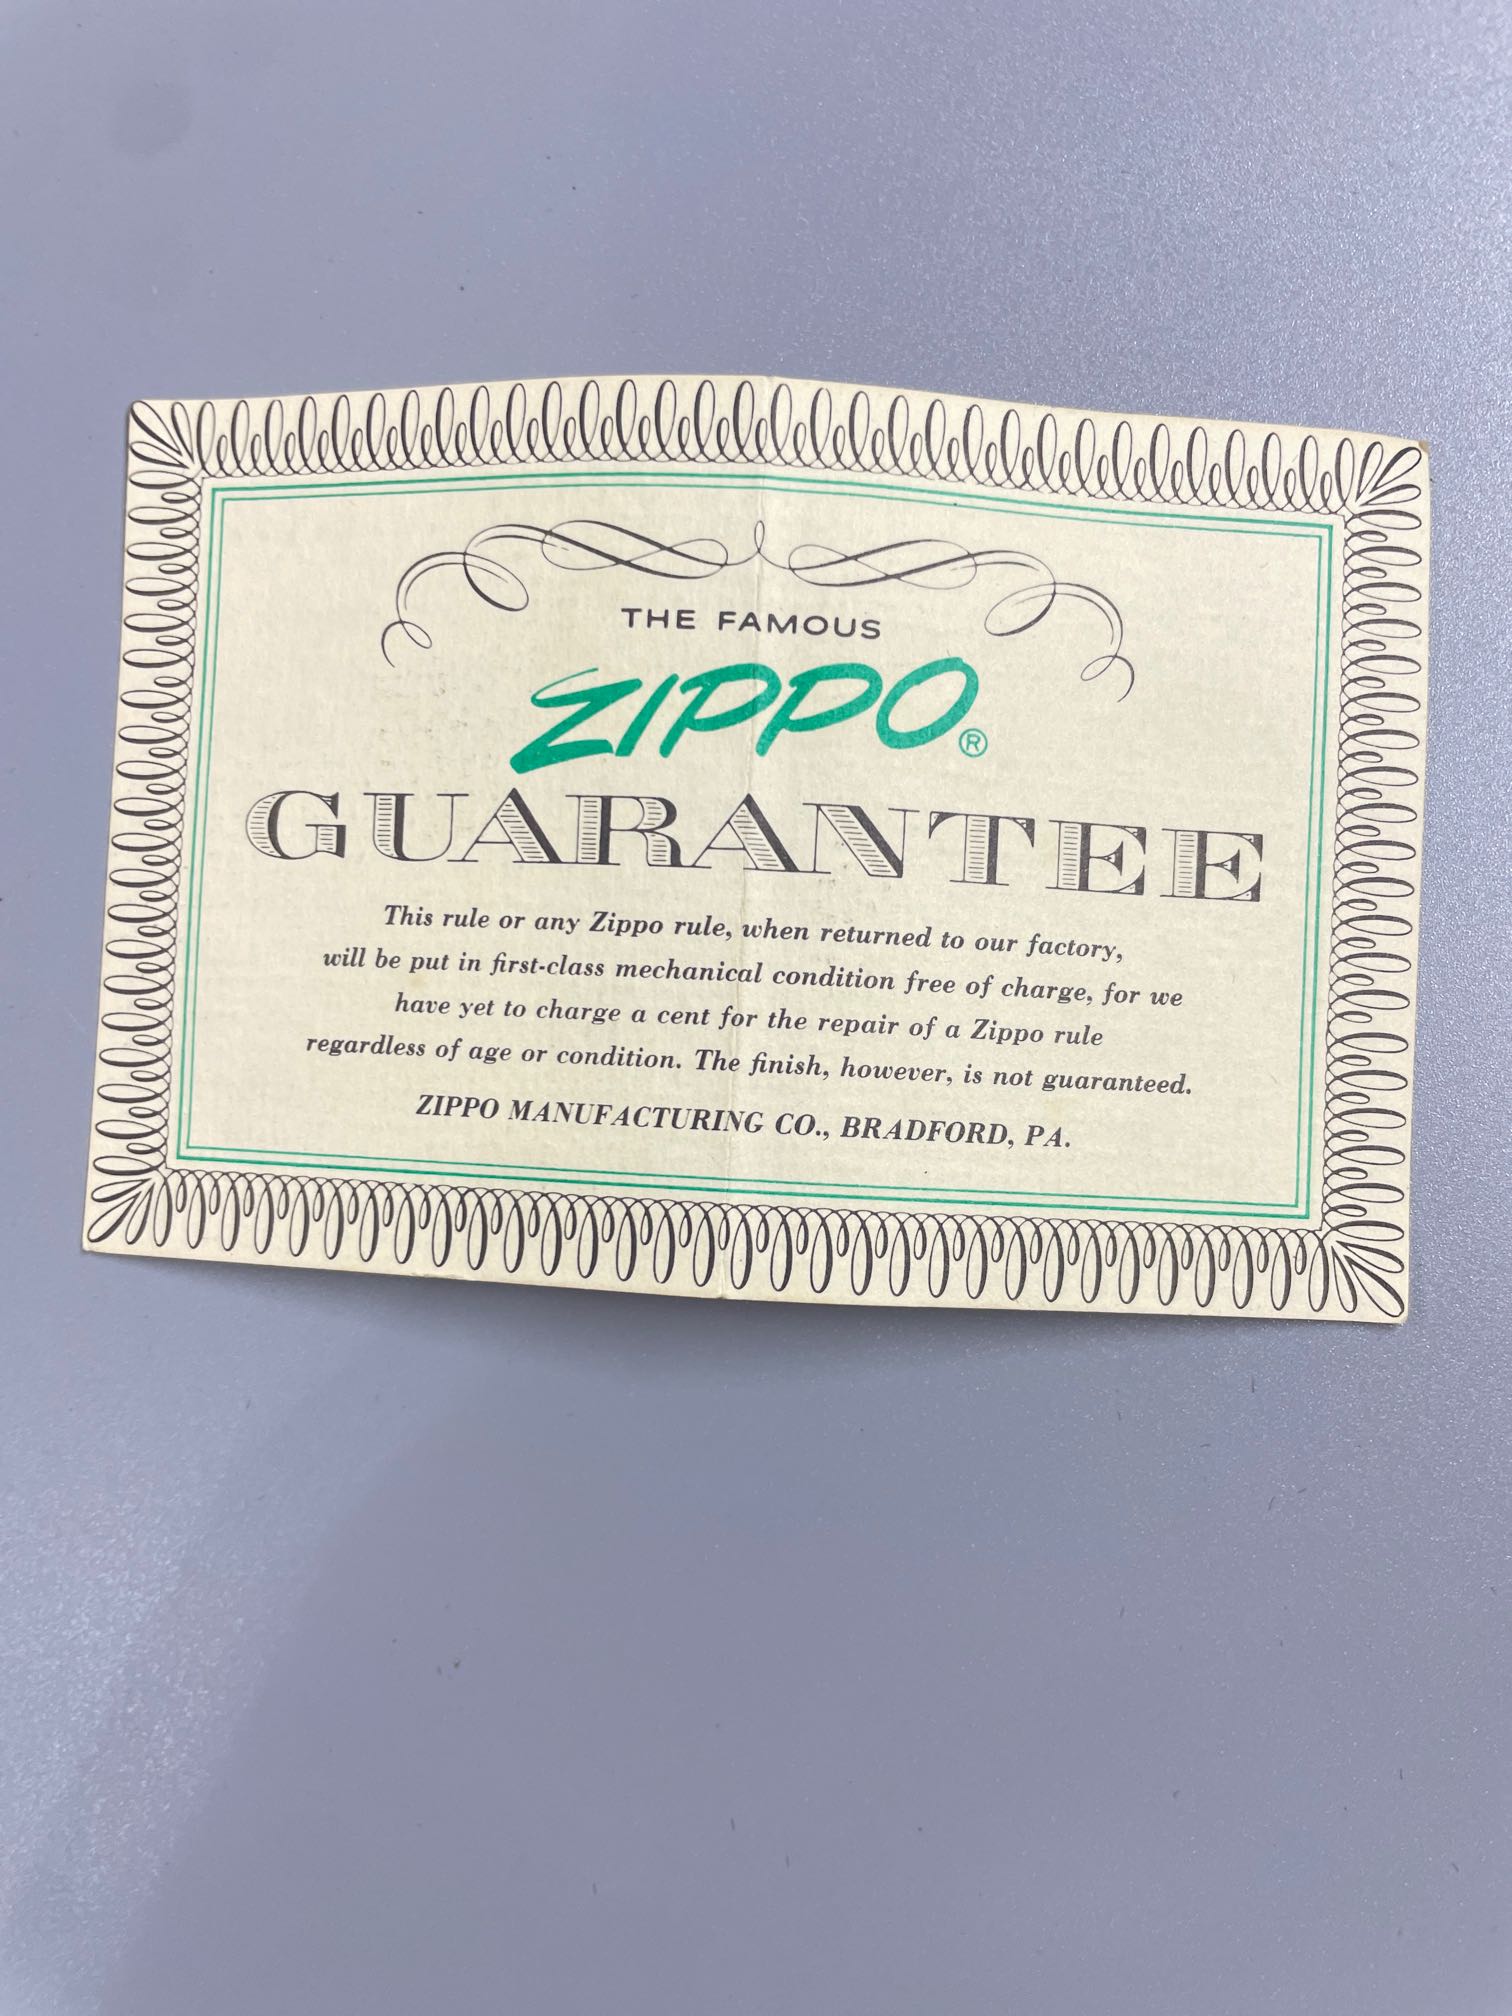 THE FAMOUS
ZIPPO®
GUARANTEE
This rule or any Zippo rule, when returned to our factory,
will be put in first-class mechanical condition free of charge, for we
have yet to charge a cent for the repair of a Zippo rule
regardless of age or condition. The finish, however, is not guaranteed.
ZIPPO MANUFACTURING CO., BRADFORD, PA.